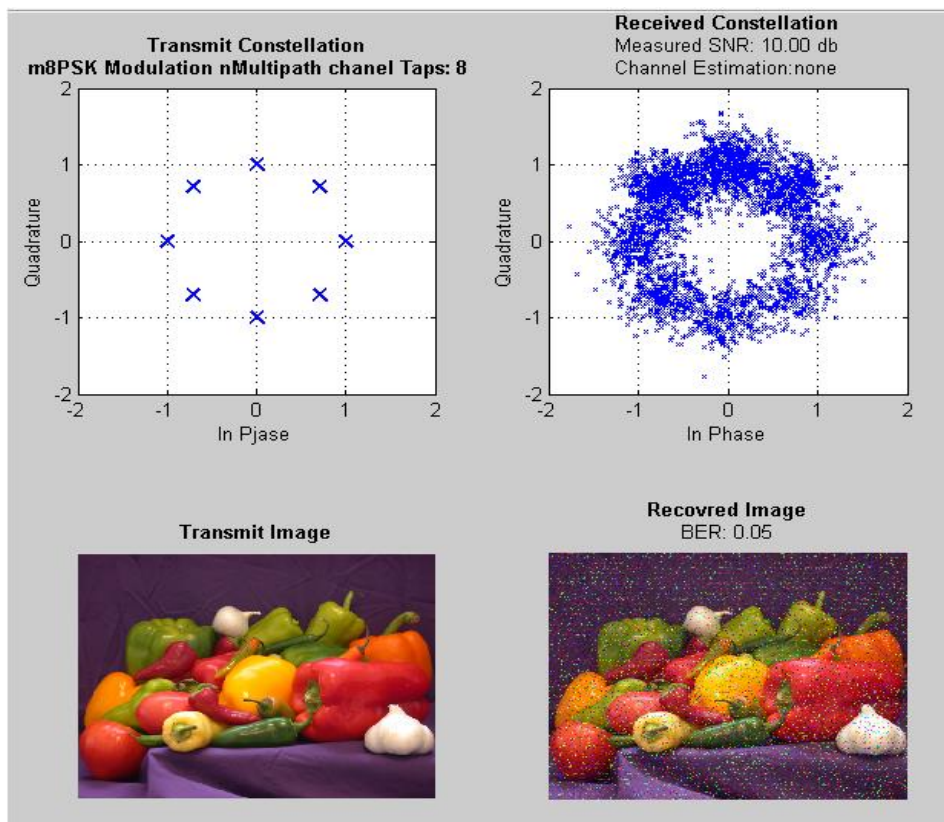 Transmit Constellation
m8PSK Modulation nMultipath chanel Taps: 8
2
1
0
-1
-2
-2
-1
0
1
2
Quadrature
In Pjase
Received Constellation
Measured SNR: 10.00 db
Channel Estimation:none
2
1
0
-1
-2
-2
-1
0
1
2
Quadrature
In Phase
Transmit Image
Recovred Image
BER: 0.05